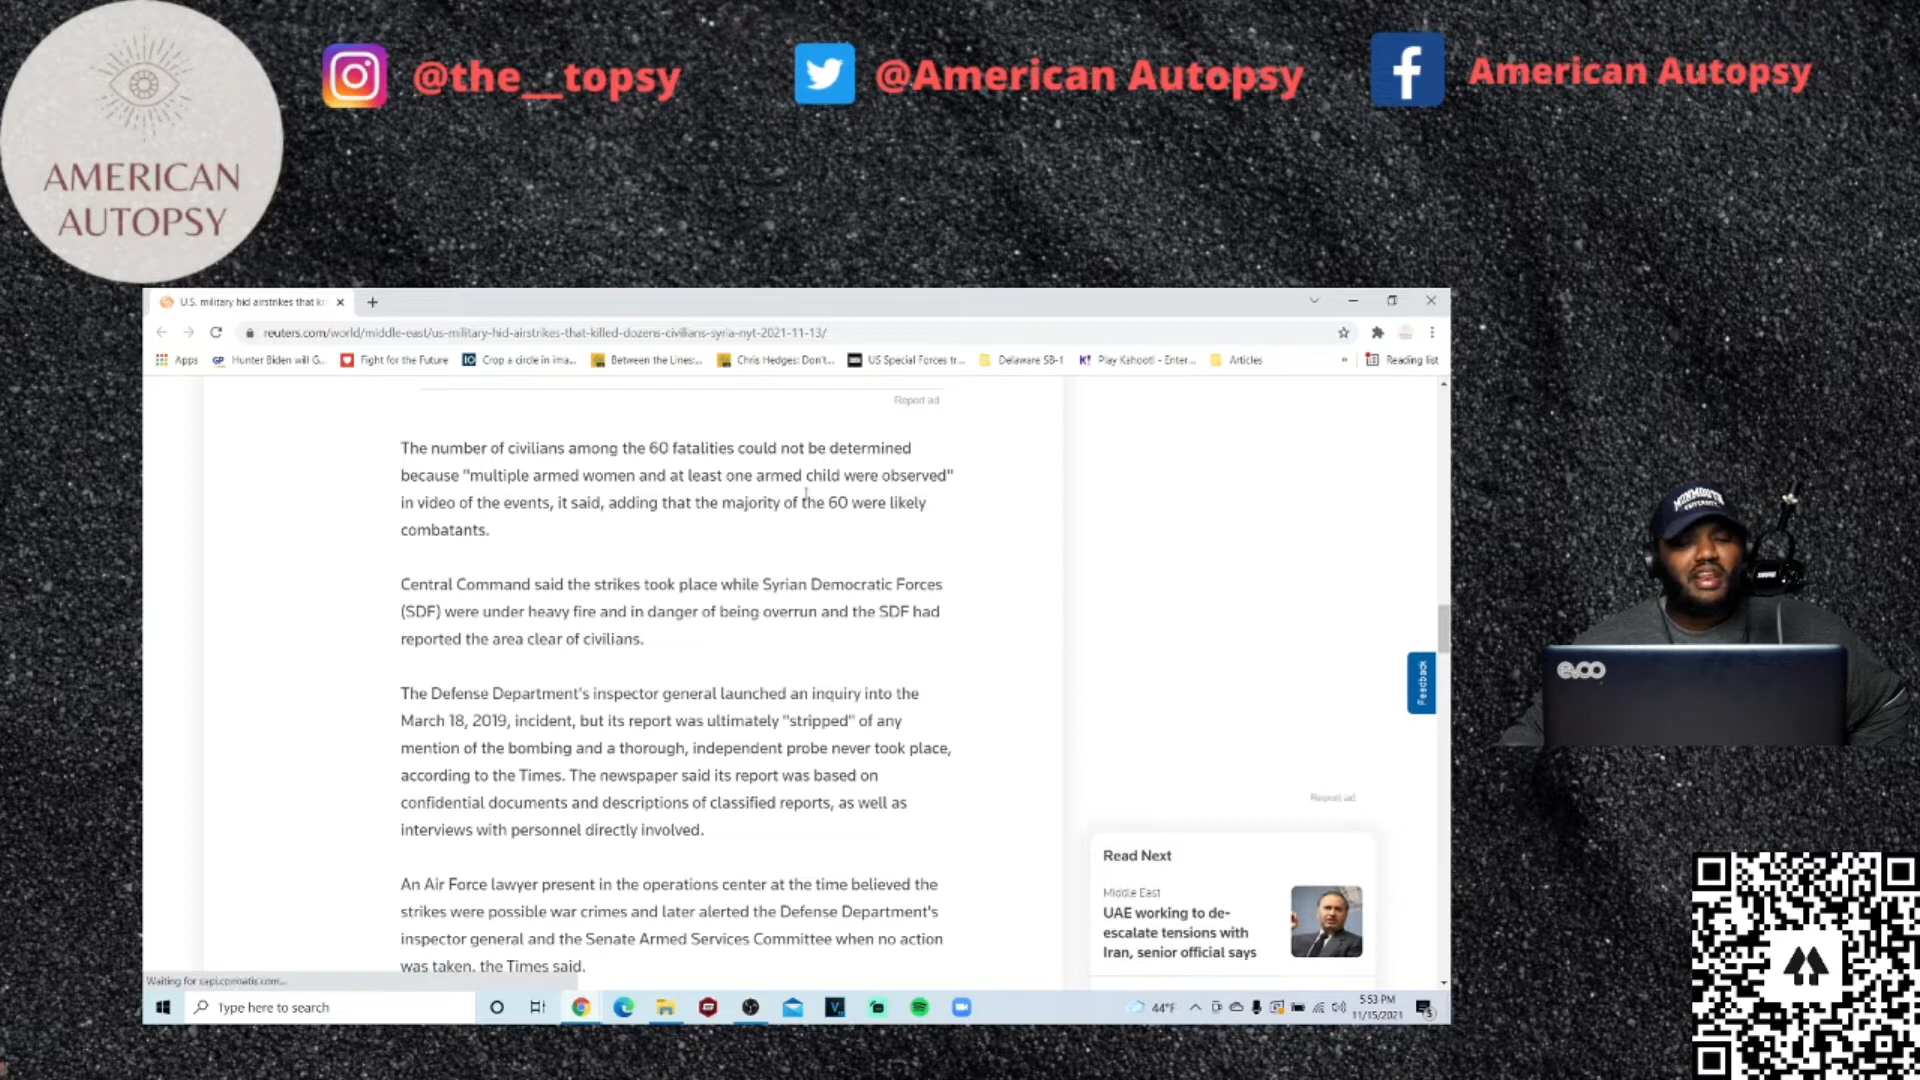 @the__topsy
@American Autopsy
American Autopsy
AMERICAN
AUTOPSY
U.S. military hid airstrikes that ki
reuters.com/world/middle-east/us-military-hid-airstrikes-that-killed-dozens-civilians-syria-nyt-2021-11-13/
Apps GP Hunter Biden will G... Fight for the Future IO Crop a circle in ima... Between the Lines:... Chris Hedges: Don't... US Special Forces tr... Delaware SB-1 K! Play Kahoot! - Enter... Articles » Reading list
Report ad
The number of civilians among the 60 fatalities could not be determined
because "multiple armed women and at least one armed child were observed"
in video of the events, it said, adding that the majority of the 60 were likely
combatants.
Central Command said the strikes took place while Syrian Democratic Forces
(SDF) were under heavy fire and in danger of being overrun and the SDF had
reported the area clear of civilians.
The Defense Department's inspector general launched an inquiry into the
March 18, 2019, incident, but its report was ultimately "stripped" of any
mention of the bombing and a thorough, independent probe never took place,
according to the Times. The newspaper said its report was based on
confidential documents and descriptions of classified reports, as well as
interviews with personnel directly involved.
An Air Force lawyer present in the operations center at the time believed the
strikes were possible war crimes and later alerted the Defense Department's
inspector general and the Senate Armed Services Committee when no action
was taken, the Times said.
Feedback
Report ad
Read Next
Middle East
UAE working to de-
escalate tensions with
Iran, senior official says
Waiting for
Type here to search
44°F
5:53 PM
11/15/2021
5
MONMOUTH
UNIVERSITY
SHURE
evoo